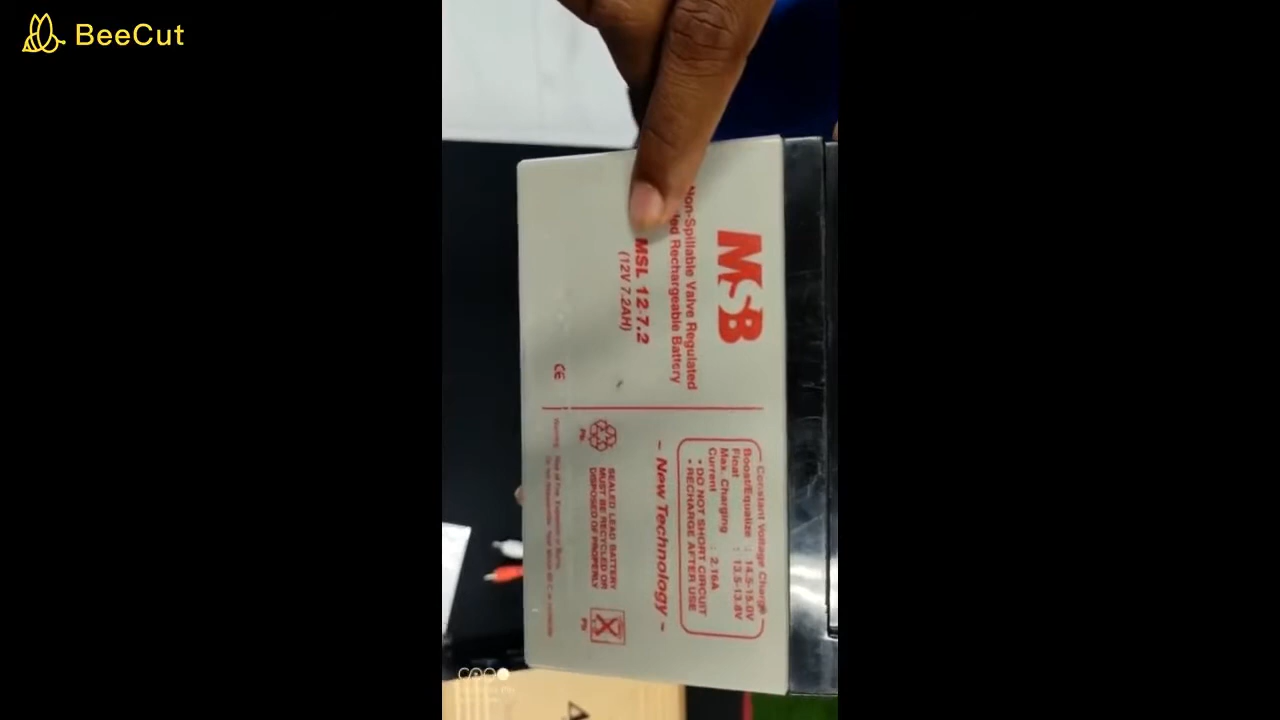 BeeCut
MSB
Non-Spillable Valve Regulated
Rechargeable Battery
MSL 12-7.2
(12V 7.2AH)
CE
Constant Voltage Charge
Boost/Equalize : 14.5-15.0V
Float : 13.5-13.8V
Max. Charging
Current : 2.16A
• DO NOT SHORT CIRCUIT
• RECHARGE AFTER USE
- New Technology -
Pb
SEALED LEAD BATTERY
MUST BE RECYCLED OR
DISPOSED OF PROPERLY
Pb